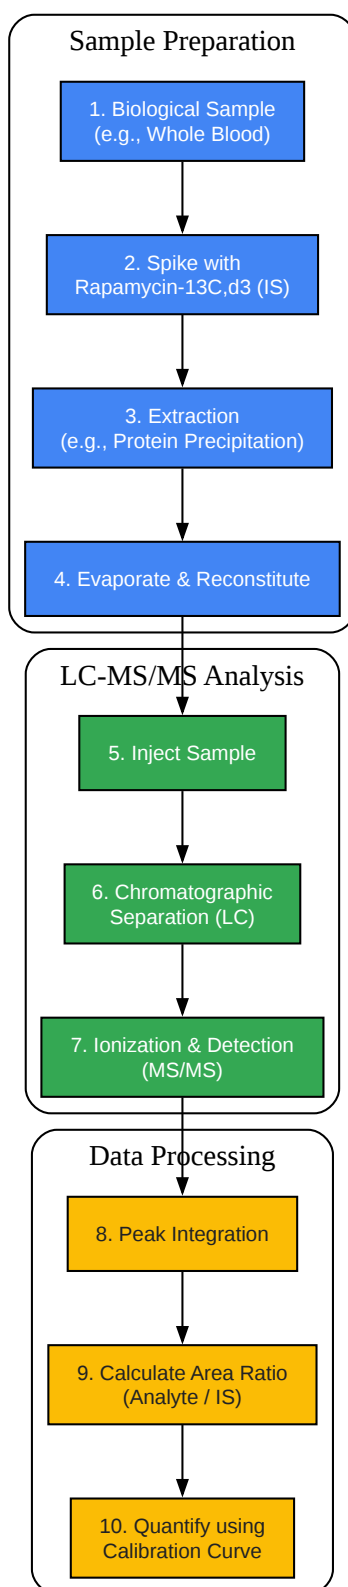 Sample Preparation
1. Biological Sample
(e.g., Whole Blood)
2. Spike with
Rapamycin-13C,d3 (IS)
3. Extraction
(e.g., Protein Precipitation)
4. Evaporate & Reconstitute
LC-MS/MS Analysis
5. Inject Sample
6. Chromatographic
Separation (LC)
7. Ionization & Detection
(MS/MS)
Data Processing
8. Peak Integration
9. Calculate Area Ratio
(Analyte / IS)
10. Quantify using
Calibration Curve